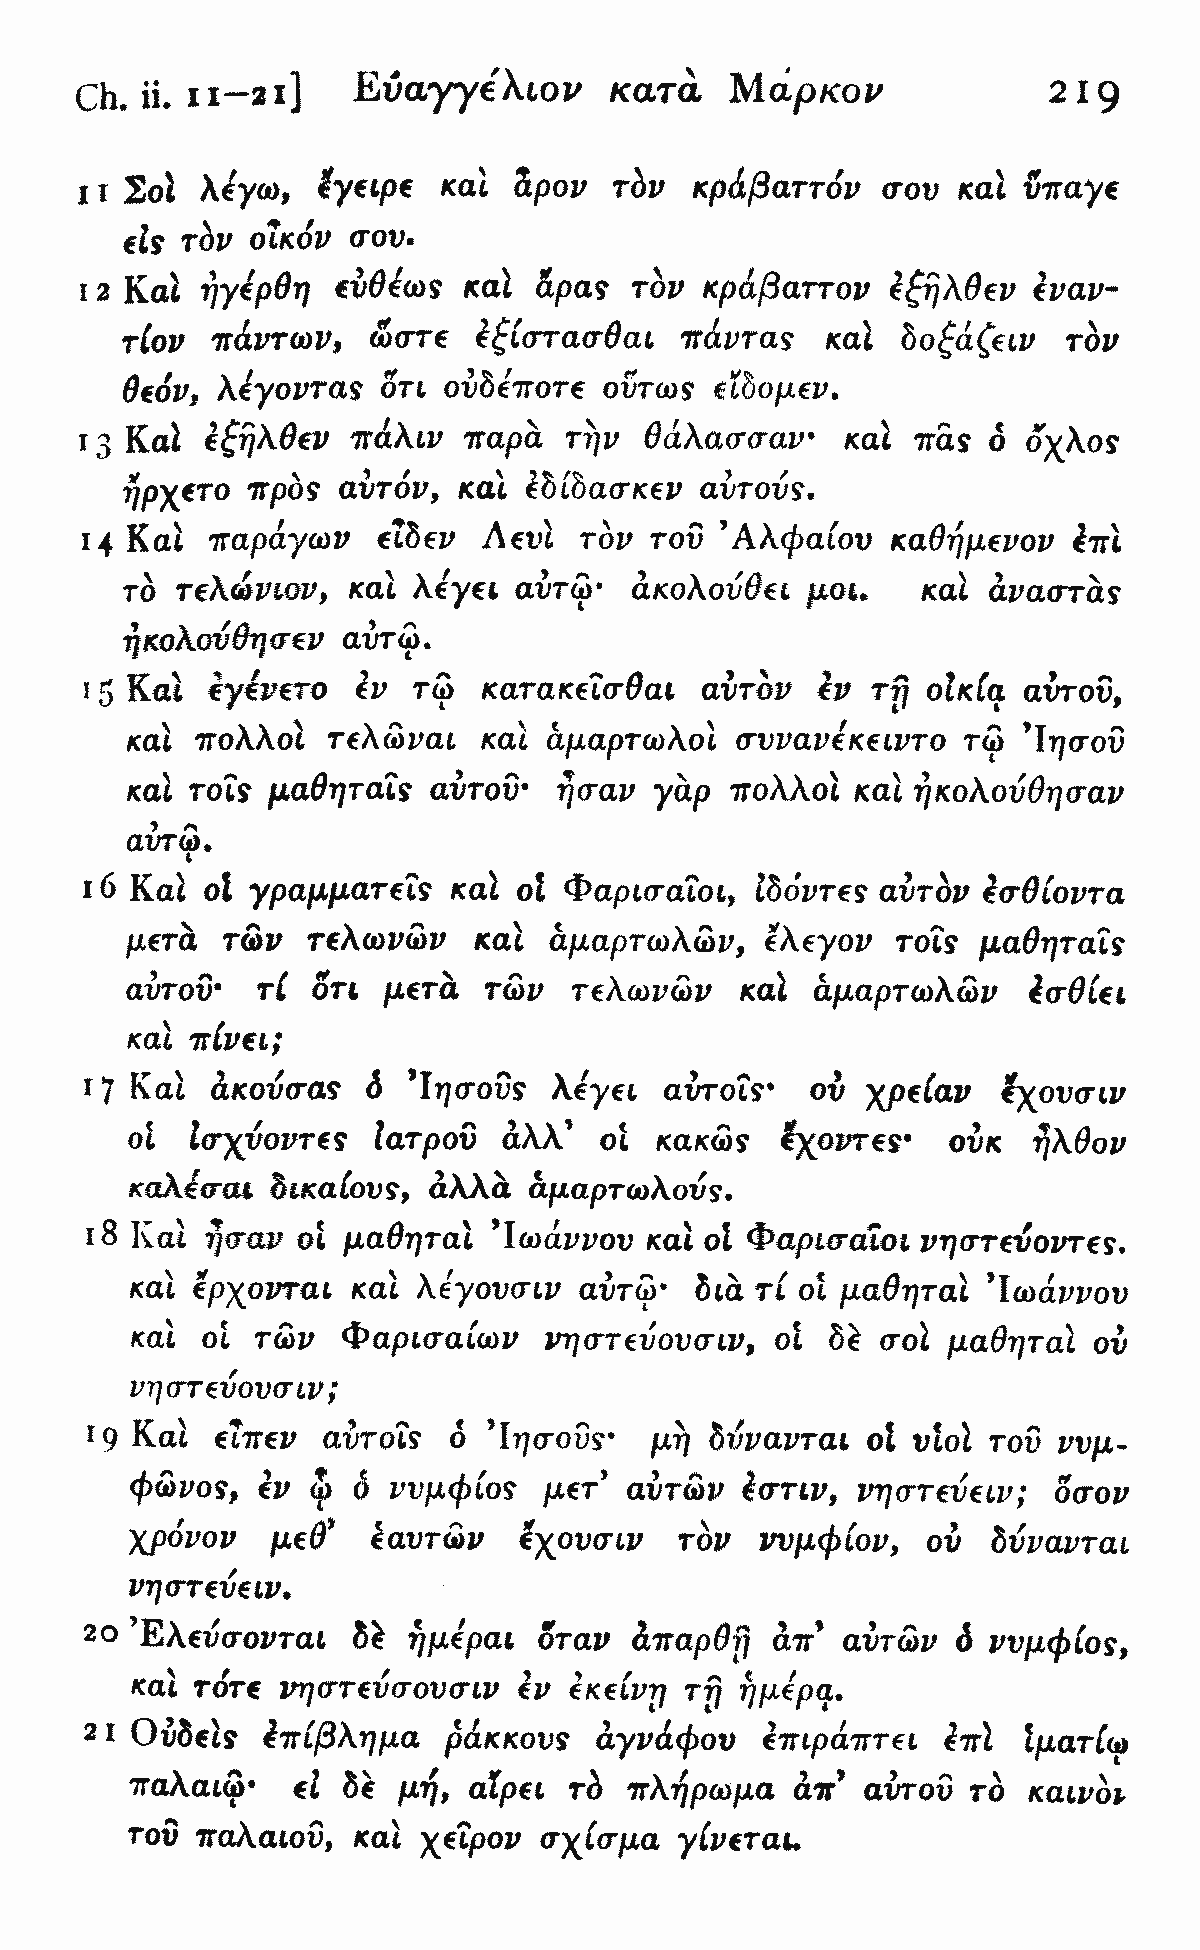 Ch. ii. 11—21] Εὐαγγέλιον κατὰ Μάρκον 219
11 Σοὶ λέγω, ἔγειρε καὶ ἆρον τὸν κράβαττόν σου καὶ ὕπαγε
εἰς τὸν οἶκόν σου.
12 Καὶ ἠγέρθη εὐθέως καὶ ἄρας τὸν κράβαττον ἐξῆλθεν ἐναν-
τίον πάντων, ὥστε ἐξίστασθαι πάντας καὶ δοξάζειν τὸν
θεόν, λέγοντας ὅτι οὐδέποτε οὕτως εἴδομεν.
13 Καὶ ἐξῆλθεν πάλιν παρὰ τὴν θάλασσαν· καὶ πᾶς ὁ ὄχλος
ἤρχετο πρὸς αὐτόν, καὶ ἐδίδασκεν αὐτούς.
14 Καὶ παράγων εἶδεν Λευὶ τὸν τοῦ Ἀλφαίου καθήμενον ἐπὶ
τὸ τελώνιον, καὶ λέγει αὐτῷ· ἀκολούθει μοι. καὶ ἀναστὰς
ἠκολούθησεν αὐτῷ.
15 Καὶ ἐγένετο ἐν τῷ κατακεῖσθαι αὐτὸν ἐν τῇ οἰκίᾳ αὐτοῦ,
καὶ πολλοὶ τελῶναι καὶ ἁμαρτωλοὶ συνανέκειντο τῷ Ἰησοῦ
καὶ τοῖς μαθηταῖς αὐτοῦ· ἦσαν γὰρ πολλοὶ καὶ ἠκολούθησαν
αὐτῷ.
16 Καὶ οἱ γραμματεῖς καὶ οἱ Φαρισαῖοι, ἰδόντες αὐτὸν ἐσθίοντα
μετὰ τῶν τελωνῶν καὶ ἁμαρτωλῶν, ἔλεγον τοῖς μαθηταῖς
αὐτοῦ· τί ὅτι μετὰ τῶν τελωνῶν καὶ ἁμαρτωλῶν ἐσθίει
καὶ πίνει;
17 Καὶ ἀκούσας ὁ Ἰησοῦς λέγει αὐτοῖς· οὐ χρείαν ἔχουσιν
οἱ ἰσχύοντες ἰατροῦ ἀλλ’ οἱ κακῶς ἔχοντες· οὐκ ἦλθον
καλέσαι δικαίους, ἀλλὰ ἁμαρτωλούς.
18 Καὶ ἦσαν οἱ μαθηταὶ Ἰωάννου καὶ οἱ Φαρισαῖοι νηστεύοντες.
καὶ ἔρχονται καὶ λέγουσιν αὐτῷ· διὰ τί οἱ μαθηταὶ Ἰωάννου
καὶ οἱ τῶν Φαρισαίων νηστεύουσιν, οἱ δὲ σοὶ μαθηταὶ οὐ
νηστεύουσιν;
19 Καὶ εἶπεν αὐτοῖς ὁ Ἰησοῦς· μὴ δύνανται οἱ υἱοὶ τοῦ νυμ-
φῶνος, ἐν ᾧ ὁ νυμφίος μετ’ αὐτῶν ἐστιν, νηστεύειν; ὅσον
χρόνον μεθ’ ἑαυτῶν ἔχουσιν τὸν νυμφίον, οὐ δύνανται
νηστεύειν.
20 Ἐλεύσονται δὲ ἡμέραι ὅταν ἀπαρθῇ ἀπ’ αὐτῶν ὁ νυμφίος,
καὶ τότε νηστεύσουσιν ἐν ἐκείνῃ τῇ ἡμέρᾳ.
21 Οὐδεὶς ἐπίβλημα ῥάκκους ἀγνάφου ἐπιράπτει ἐπὶ ἱματίῳ
παλαιῷ· εἰ δὲ μή, αἴρει τὸ πλήρωμα ἀπ’ αὐτοῦ τὸ καινὸν
τοῦ παλαιοῦ, καὶ χεῖρον σχίσμα γίνεται.